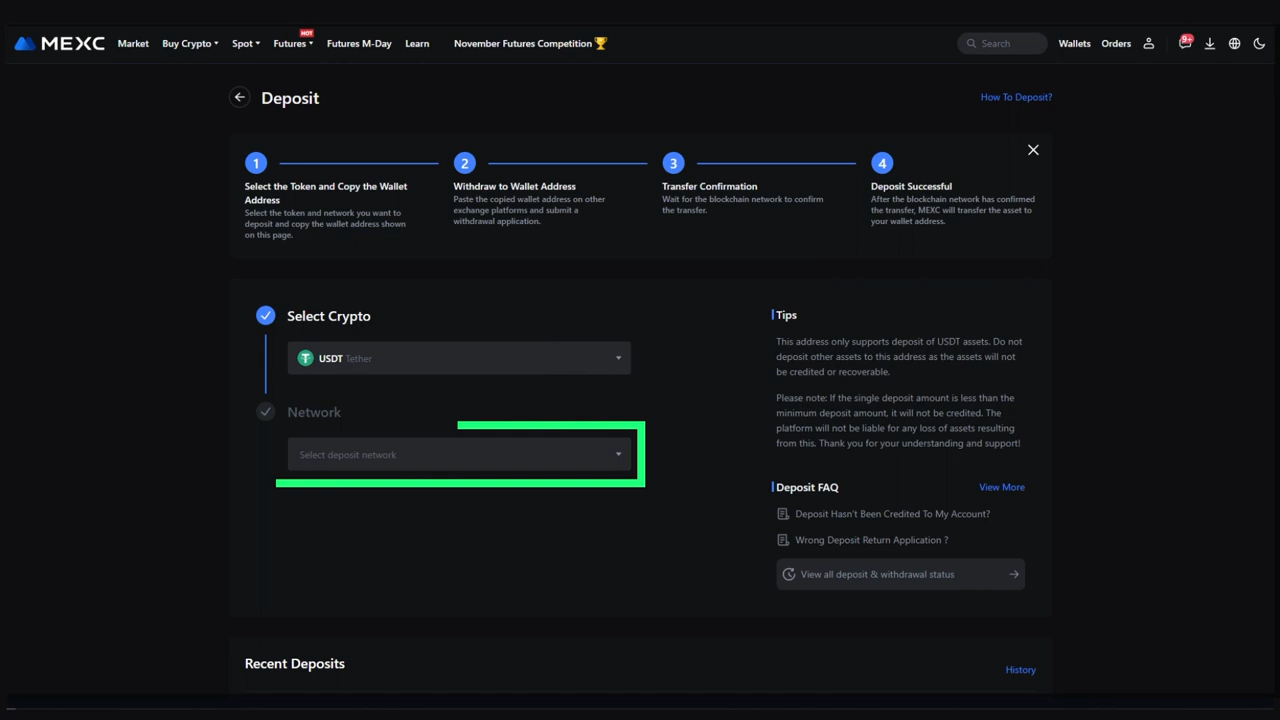 MEXC Market Buy Crypto Spot Futures HOT Futures M-Day Learn November Futures Competition Search Wallets Orders 9+
Deposit
How To Deposit?
1
Select the Token and Copy the Wallet
Address
Select the token and network you want to
deposit and copy the wallet address shown
on this page.
2
Withdraw to Wallet Address
Paste the copied wallet address on other
exchange platforms and submit a
withdrawal application.
3
Transfer Confirmation
Wait for the blockchain network to confirm
the transfer.
4
Deposit Successful
After the blockchain network has confirmed
the transfer, MEXC will transfer the asset to
your wallet address.
Select Crypto
USDT Tether
Network
Select deposit network
Tips
This address only supports deposit of USDT assets. Do not
deposit other assets to this address as the assets will not
be credited or recoverable.
Please note: If the single deposit amount is less than the
minimum deposit amount, it will not be credited. The
platform will not be liable for any loss of assets resulting
from this. Thank you for your understanding and support!
Deposit FAQ
View More
Deposit Hasn't Been Credited To My Account?
Wrong Deposit Return Application ?
View all deposit & withdrawal status
Recent Deposits
History